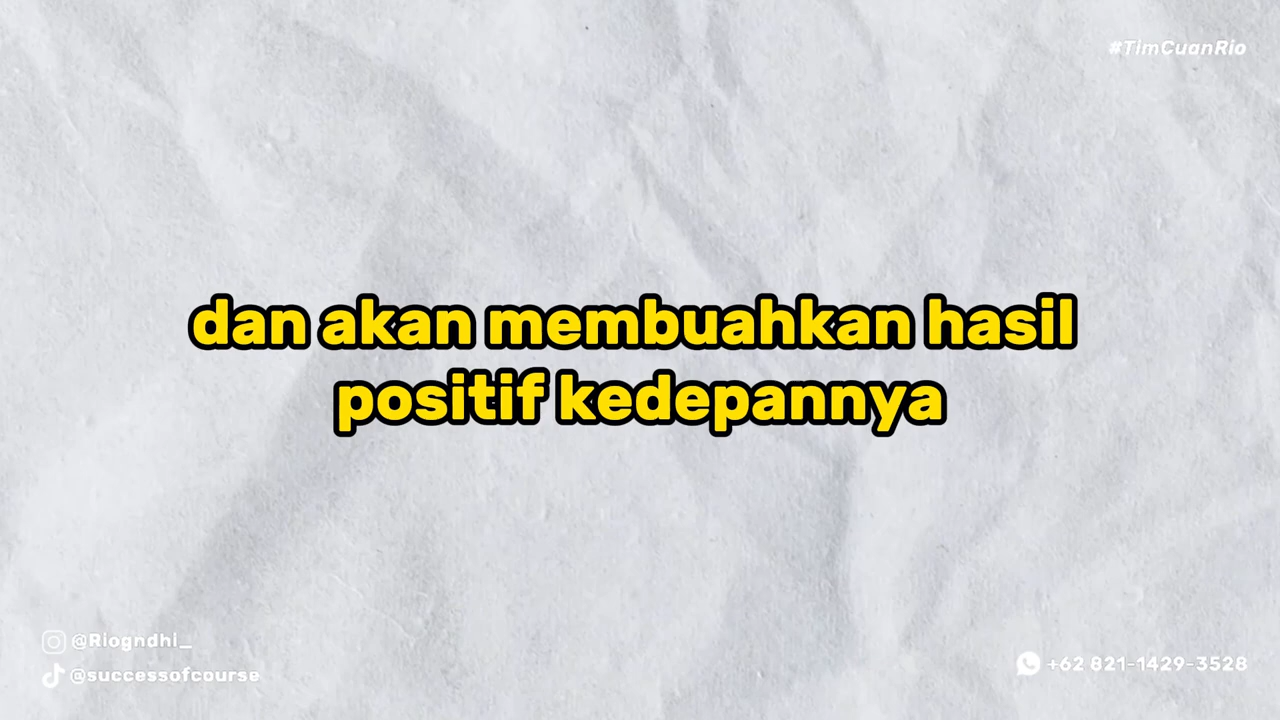 #TimCuanRio
dan akan membuahkan hasil
positif kedepannya
@Riogndhi_
@successofcourse
+62 821-1429-3528